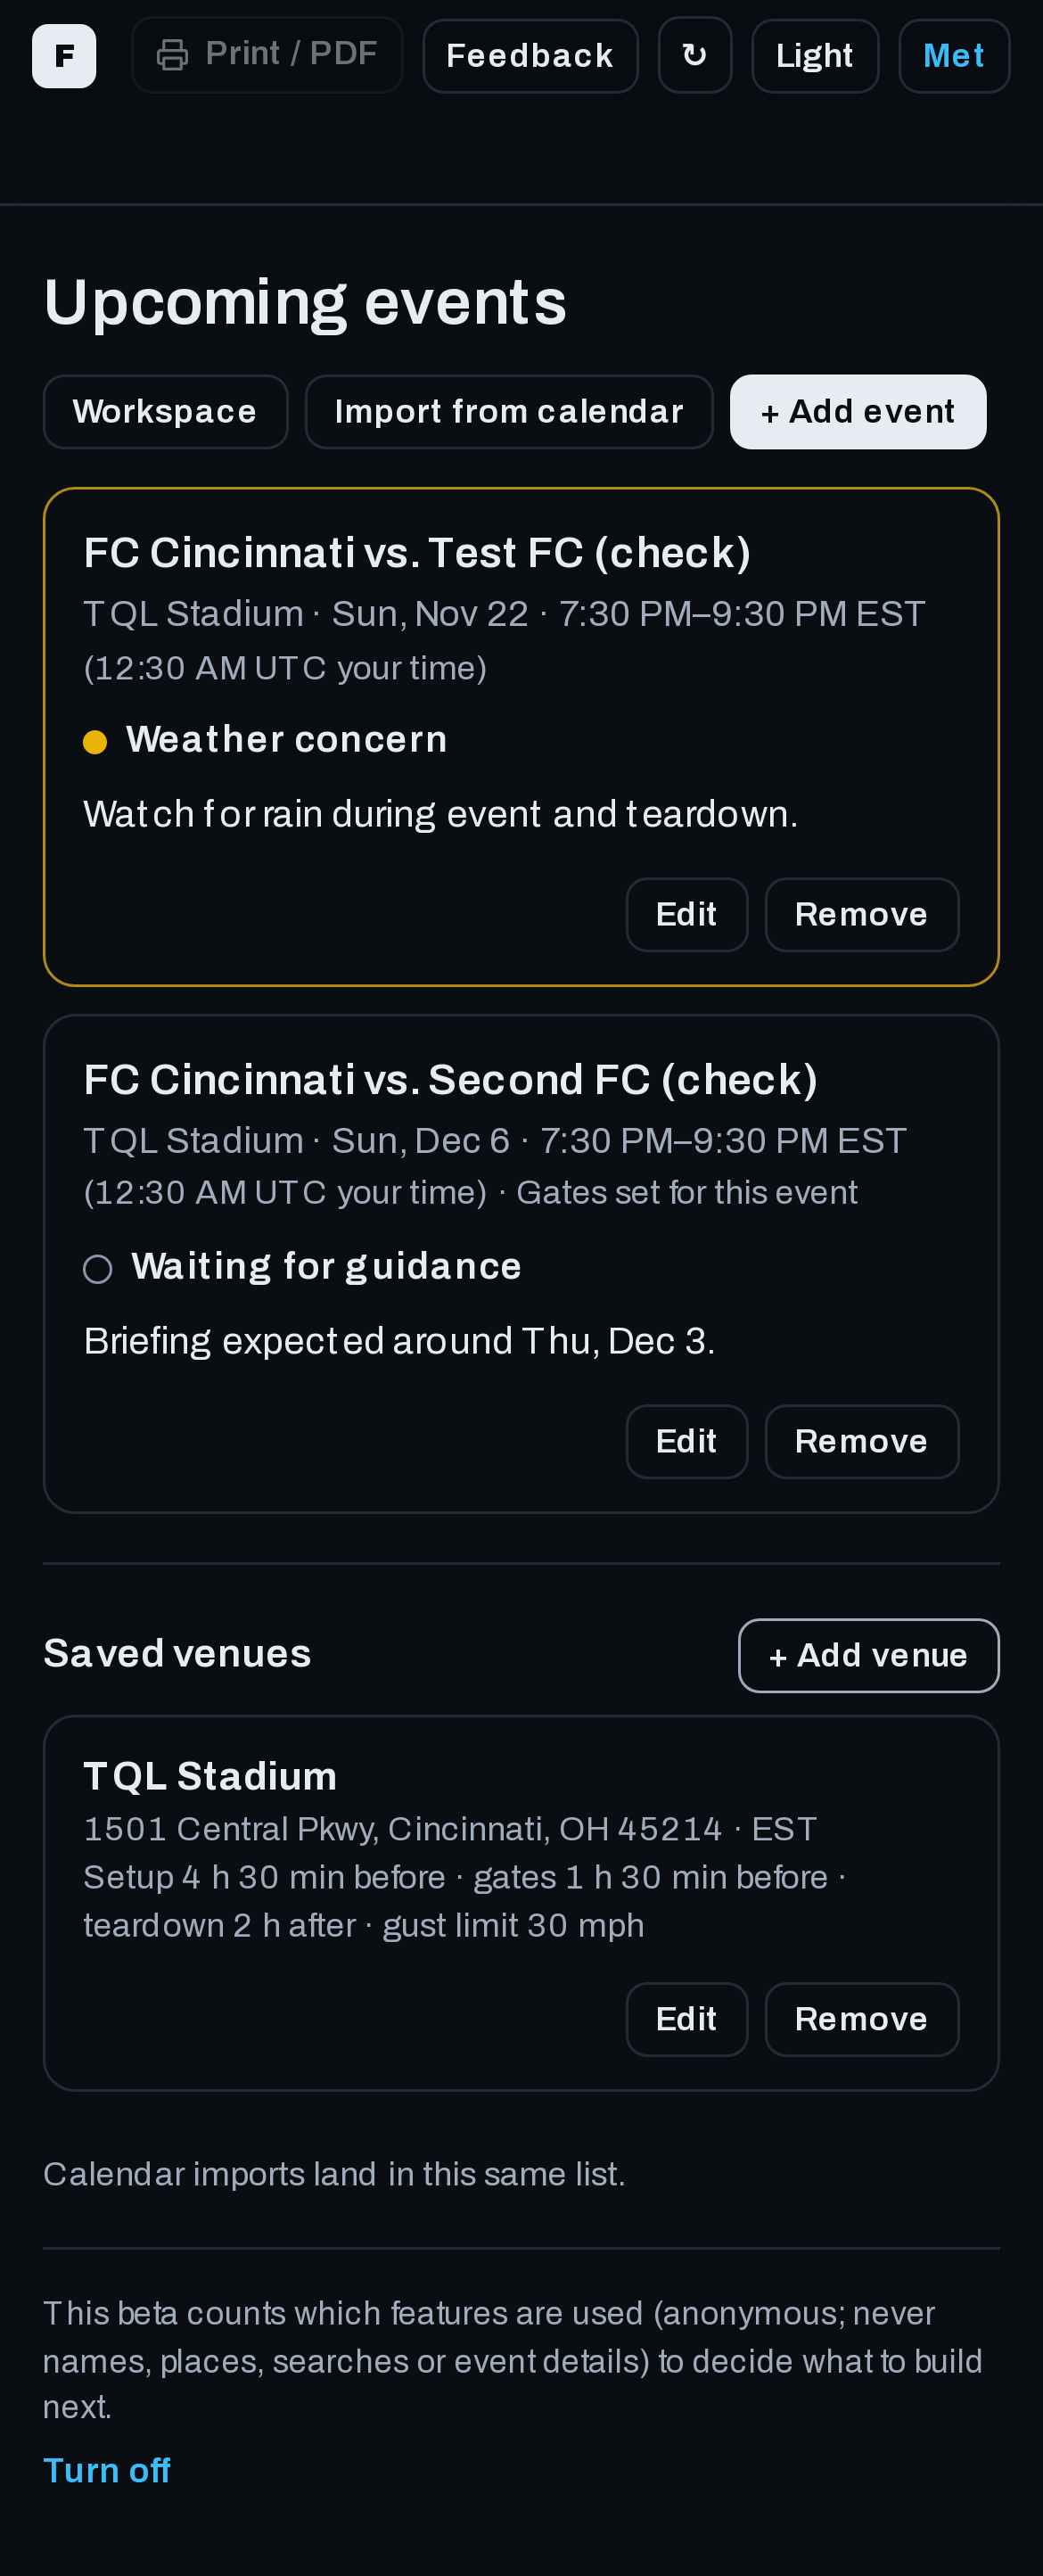 F
Print / PDF
Feedback
↻
Light
Met
Upcoming events
Workspace
Import from calendar
+ Add event
FC Cincinnati vs. Test FC (check)
TQL Stadium · Sun, Nov 22 · 7:30 PM–9:30 PM EST
(12:30 AM UTC your time)
Weather concern
Watch for rain during event and teardown.
Edit
Remove
FC Cincinnati vs. Second FC (check)
TQL Stadium · Sun, Dec 6 · 7:30 PM–9:30 PM EST
(12:30 AM UTC your time) · Gates set for this event
Waiting for guidance
Briefing expected around Thu, Dec 3.
Edit
Remove
Saved venues
+ Add venue
TQL Stadium
1501 Central Pkwy, Cincinnati, OH 45214 · EST
Setup 4 h 30 min before · gates 1 h 30 min before ·
teardown 2 h after · gust limit 30 mph
Edit
Remove
Calendar imports land in this same list.
This beta counts which features are used (anonymous; never
names, places, searches or event details) to decide what to build
next.
Turn off